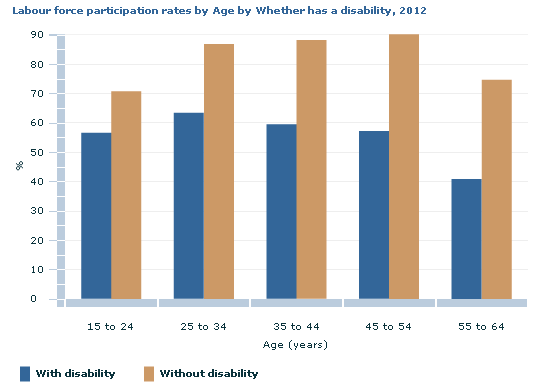 Labour force participation rates by Age by Whether has a disability, 2012
90
80
70
60
50
%
40
30
20
10
0
15 to 24 25 to 34 35 to 44 45 to 54 55 to 64
Age (years)
With disability Without disability